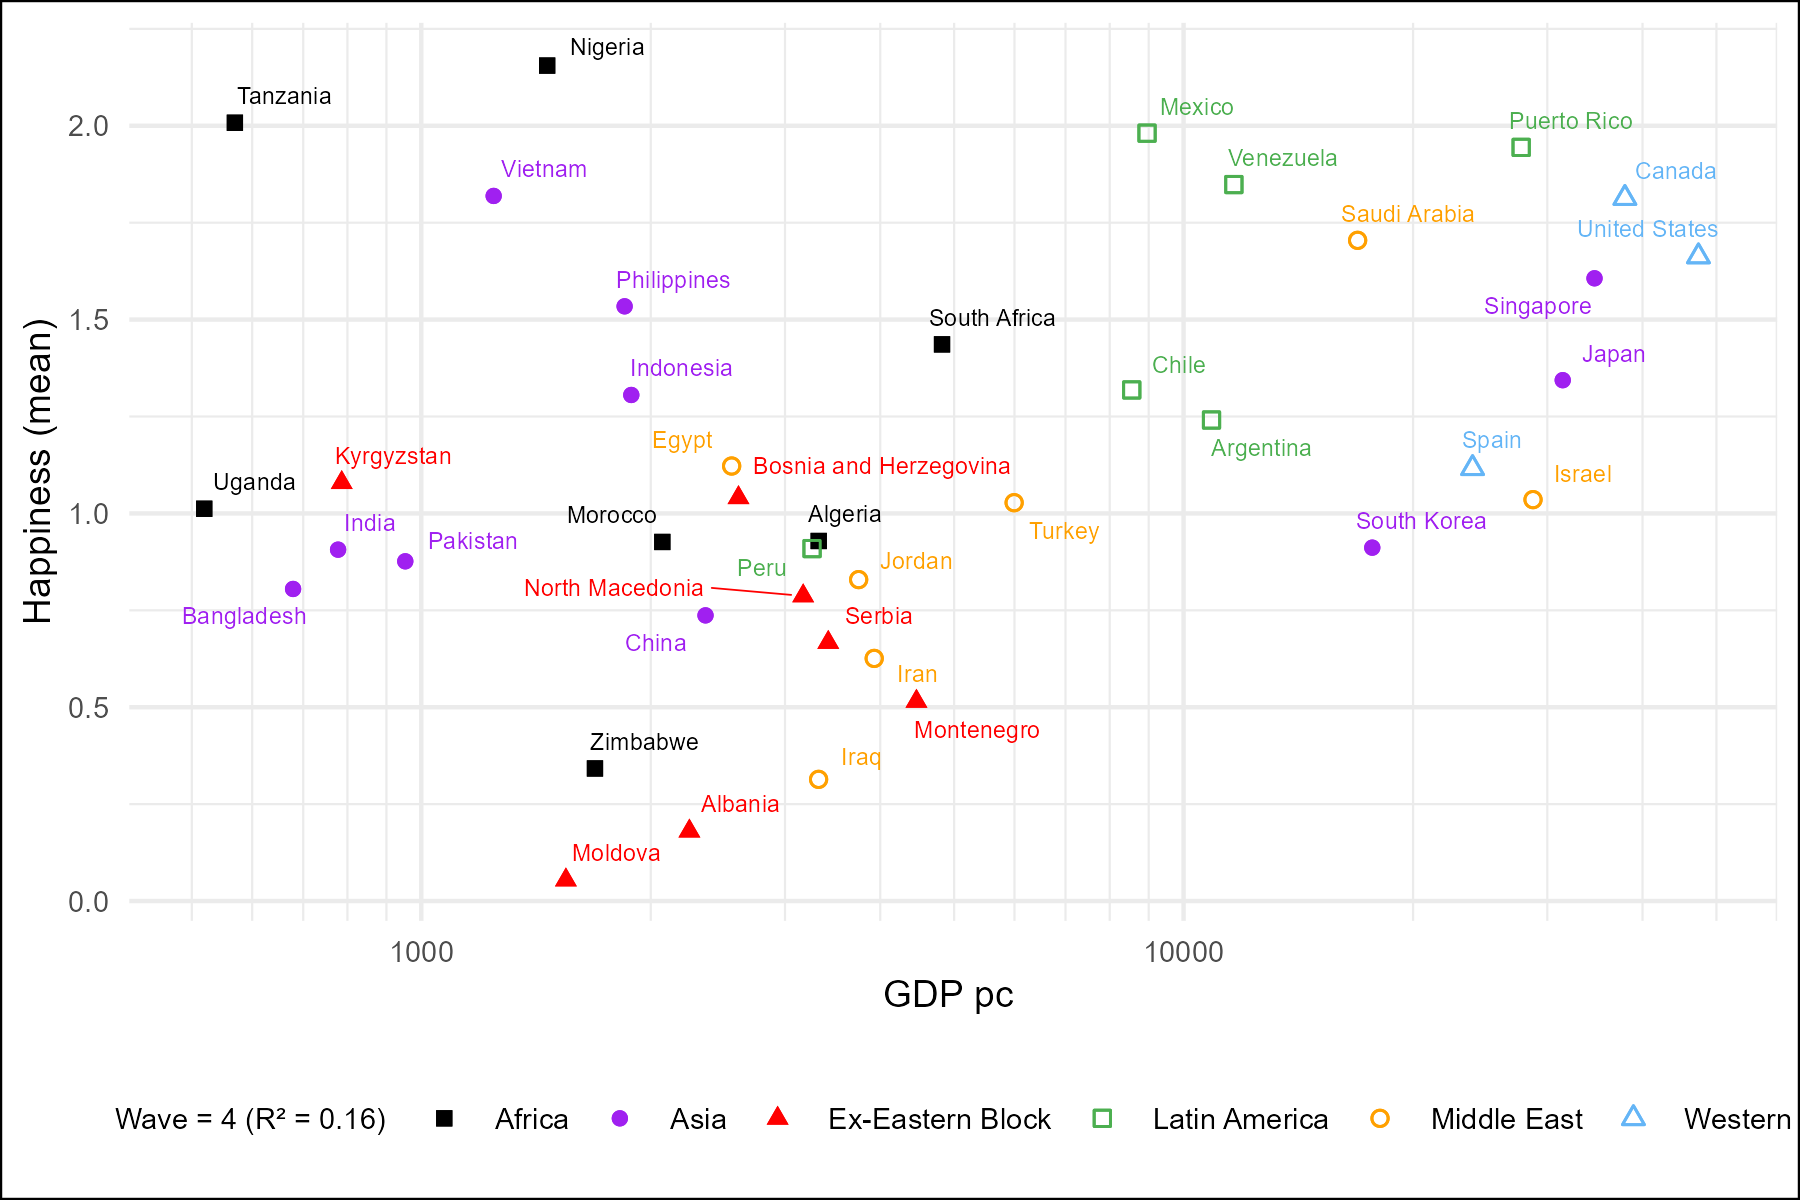 Nigeria
Tanzania
Mexico
Puerto Rico
2.0
Venezuela
Vietnam
Canada
Saudi Arabia
United States
Philippines
Singapore
South Africa
1.5
Japan
Chile
Indonesia
Egypt
Spain
Argentina
Kyrgyzstan
Bosnia and Herzegovina
Israel
Uganda
1.0
Morocco
Algeria
India
South Korea
Turkey
Pakistan
Jordan
Peru
North Macedonia
Bangladesh
Serbia
China
Iran
0.5
Montenegro
Zimbabwe
Iraq
Albania
Moldova
0.0
Happiness (mean)
1000
10000
GDP pc
Wave = 4 (R² = 0.16) Africa Asia Ex-Eastern Block Latin America Middle East Western